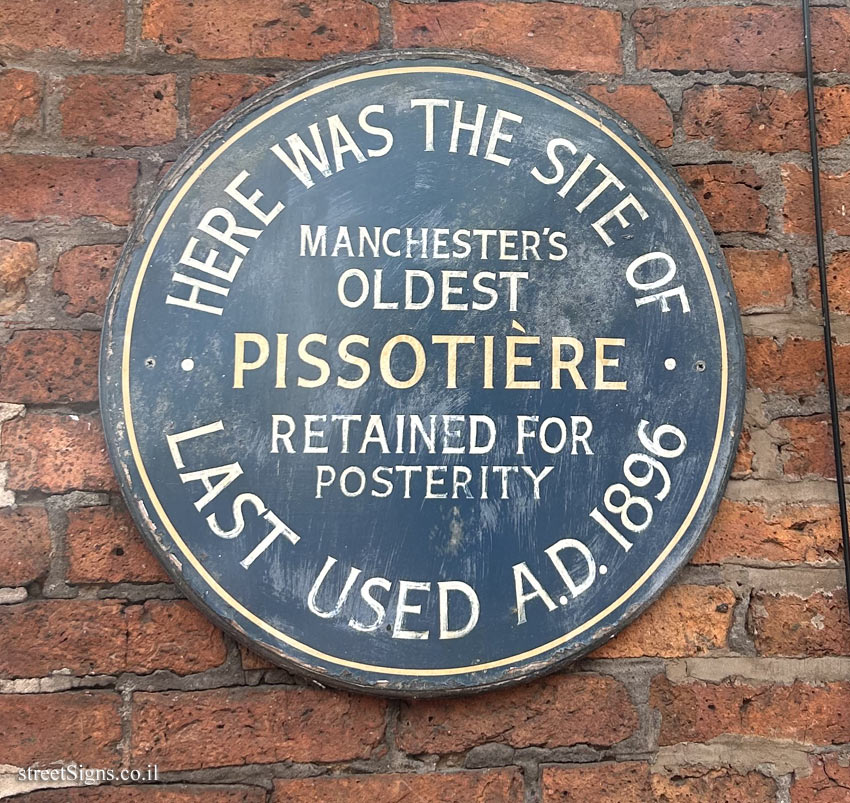 HERE WAS THE SITE OF
MANCHESTER'S
OLDEST
PISSOTIÈRE
RETAINED FOR
POSTERITY
LAST USED A.D. 1896
streetSigns.co.il